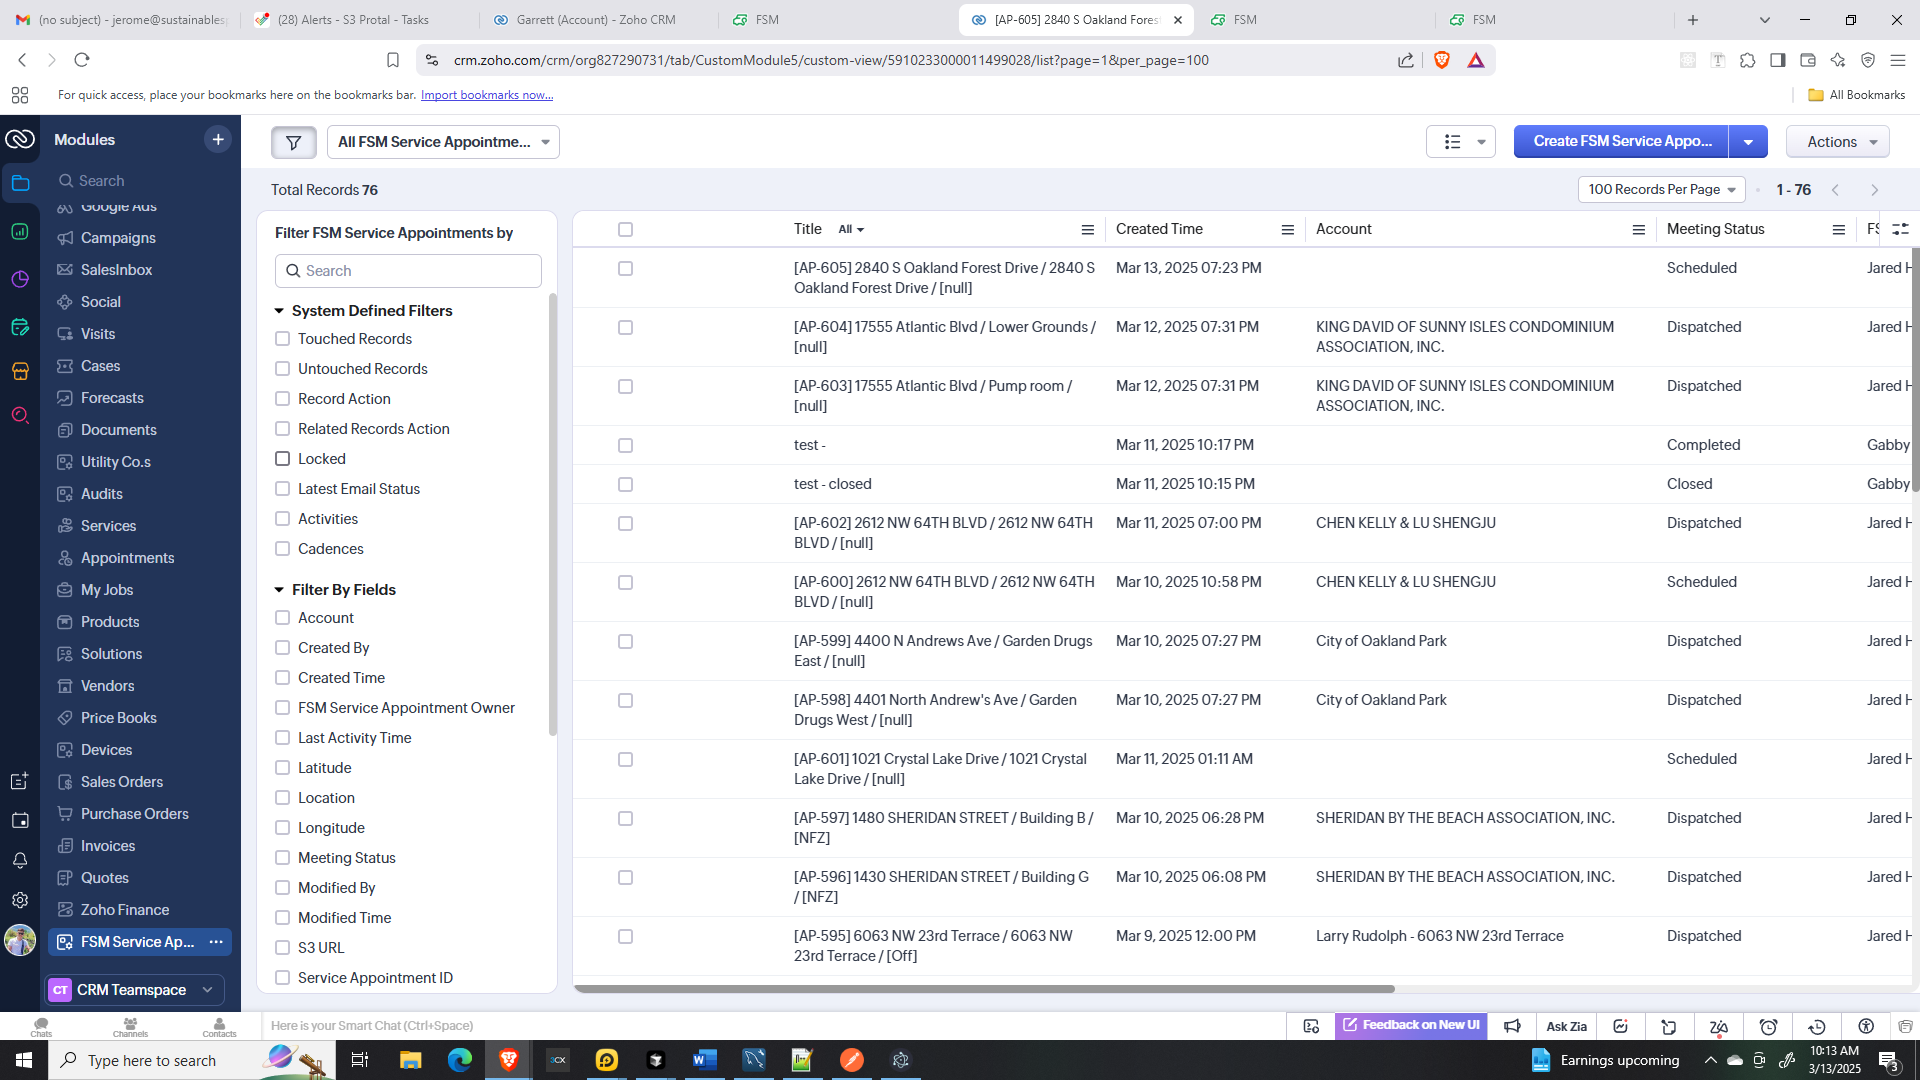 (no subject) - jerome@sustainables
(28) Alerts - S3 Protal - Tasks
Garrett (Account) - Zoho CRM
FSM
[AP-605] 2840 S Oakland Fores
FSM
FSM
crm.zoho.com/crm/org827290731/tab/CustomModule5/custom-view/5910233000011499028/list?page=1&per_page=100
For quick access, place your bookmarks here on the bookmarks bar. Import bookmarks now...
All Bookmarks
Modules
Search
Google Ads
Campaigns
SalesInbox
Social
Visits
Cases
Forecasts
Documents
Utility Co.s
Audits
Services
Appointments
My Jobs
Products
Solutions
Vendors
Price Books
Devices
Sales Orders
Purchase Orders
Invoices
Quotes
Zoho Finance
FSM Service Ap...
CT CRM Teamspace
All FSM Service Appointme...
Create FSM Service Appo...
Actions
Total Records 76
100 Records Per Page
1 - 76
Filter FSM Service Appointments by
Search
System Defined Filters
Touched Records
Untouched Records
Record Action
Related Records Action
Locked
Latest Email Status
Activities
Cadences
Filter By Fields
Account
Created By
Created Time
FSM Service Appointment Owner
Last Activity Time
Latitude
Location
Longitude
Meeting Status
Modified By
Modified Time
S3 URL
Service Appointment ID
Title All Created Time Account Meeting Status FS
[AP-605] 2840 S Oakland Forest Drive / 2840 S Mar 13, 2025 07:23 PM Scheduled Jared H
Oakland Forest Drive / [null]
[AP-604] 17555 Atlantic Blvd / Lower Grounds / Mar 12, 2025 07:31 PM KING DAVID OF SUNNY ISLES CONDOMINIUM Dispatched Jared H
[null] ASSOCIATION, INC.
[AP-603] 17555 Atlantic Blvd / Pump room / Mar 12, 2025 07:31 PM KING DAVID OF SUNNY ISLES CONDOMINIUM Dispatched Jared H
[null] ASSOCIATION, INC.
test - Mar 11, 2025 10:17 PM Completed Gabby
test - closed Mar 11, 2025 10:15 PM Closed Gabby
[AP-602] 2612 NW 64TH BLVD / 2612 NW 64TH Mar 11, 2025 07:00 PM CHEN KELLY & LU SHENGJU Dispatched Jared H
BLVD / [null]
[AP-600] 2612 NW 64TH BLVD / 2612 NW 64TH Mar 10, 2025 10:58 PM CHEN KELLY & LU SHENGJU Scheduled Jared H
BLVD / [null]
[AP-599] 4400 N Andrews Ave / Garden Drugs Mar 10, 2025 07:27 PM City of Oakland Park Dispatched Jared H
East / [null]
[AP-598] 4401 North Andrew's Ave / Garden Mar 10, 2025 07:27 PM City of Oakland Park Dispatched Jared H
Drugs West / [null]
[AP-601] 1021 Crystal Lake Drive / 1021 Crystal Mar 11, 2025 01:11 AM Scheduled Jared H
Lake Drive / [null]
[AP-597] 1480 SHERIDAN STREET / Building B / Mar 10, 2025 06:28 PM SHERIDAN BY THE BEACH ASSOCIATION, INC. Dispatched Jared H
[NFZ]
[AP-596] 1430 SHERIDAN STREET / Building G Mar 10, 2025 06:08 PM SHERIDAN BY THE BEACH ASSOCIATION, INC. Dispatched Jared H
/ [NFZ]
[AP-595] 6063 NW 23rd Terrace / 6063 NW Mar 9, 2025 12:00 PM Larry Rudolph - 6063 NW 23rd Terrace Dispatched Jared H
23rd Terrace / [Off]
Chats
Channels
Contacts
Here is your Smart Chat (Ctrl+Space)
Feedback on New UI
Ask Zia
Type here to search
Earnings upcoming
10:13 AM
3/13/2025
3